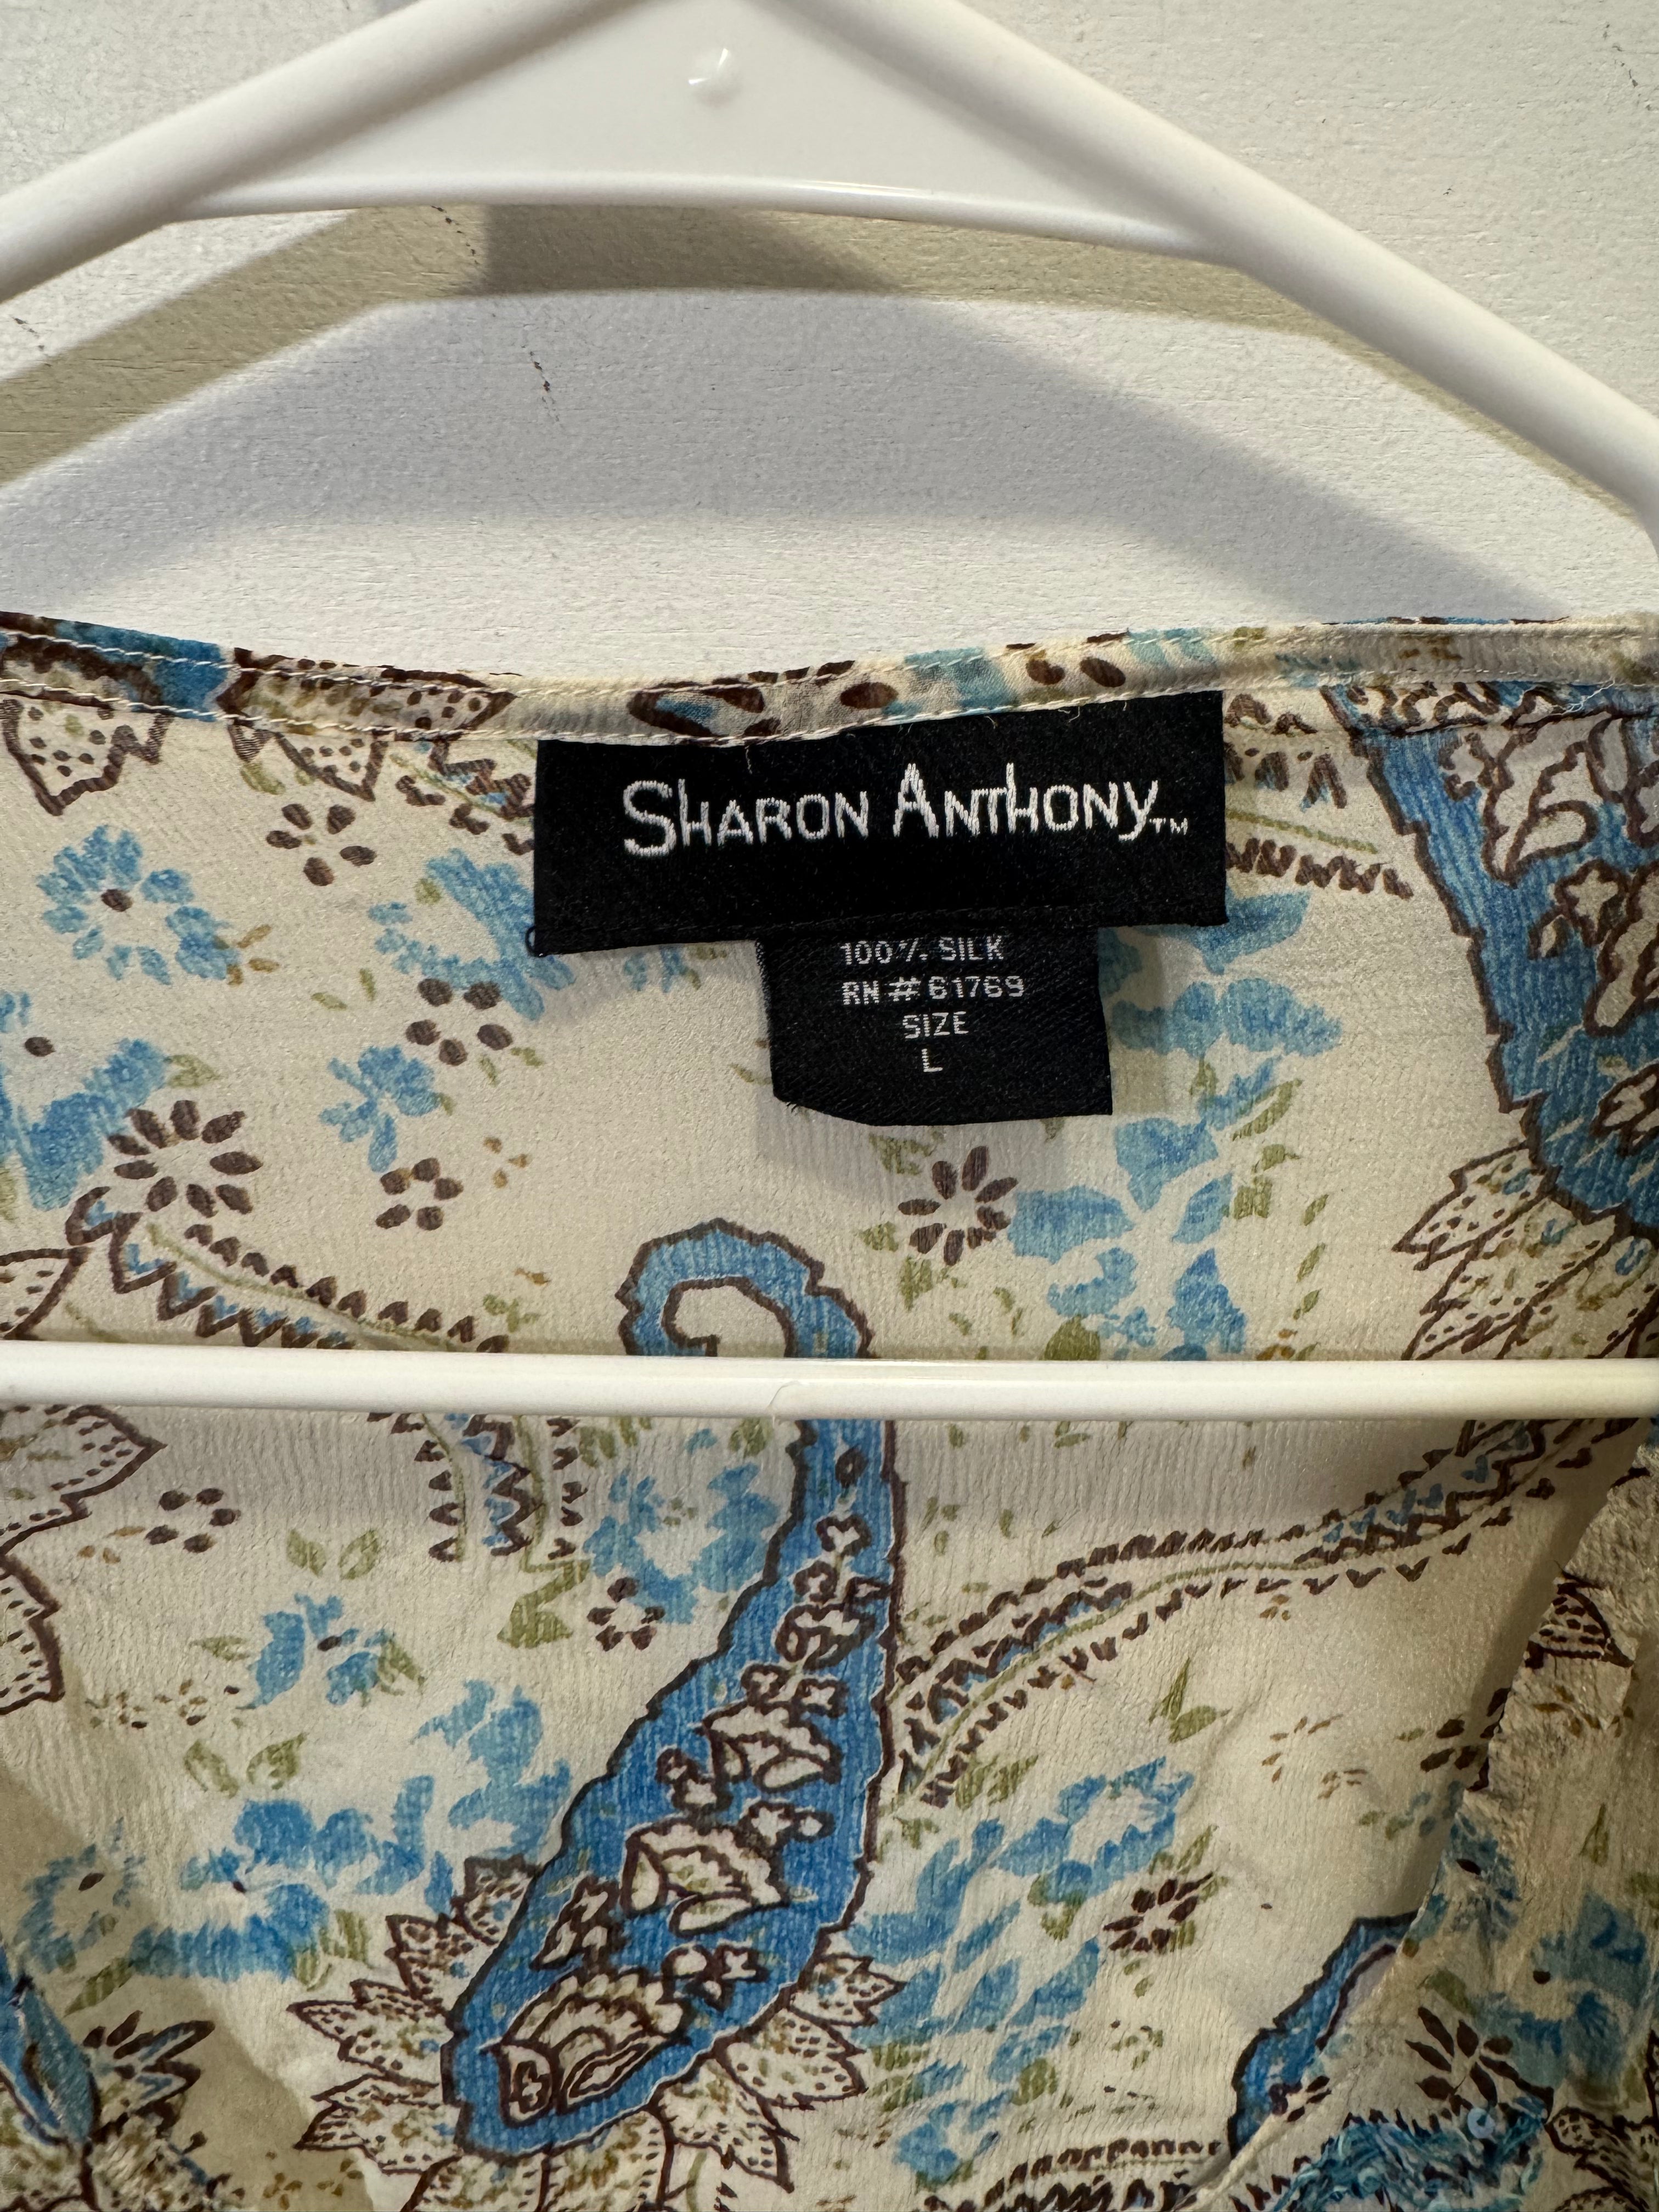 Sharon Anthony™
100% SILK
RN # 61769
SIZE
L